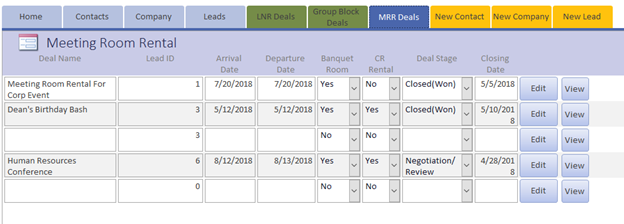 Home Contacts Company Leads LNR Deals Group Block Deals MRR Deals New Contact New Company New Lead
Meeting Room Rental
Deal Name Lead ID Arrival Date Departure Date Banquet Room CR Rental Deal Stage Closing Date
Meeting Room Rental For Corp Event 1 7/20/2018 7/20/2018 Yes No Closed(Won) 5/5/2018 Edit View
Dean's Birthday Bash 3 5/12/2018 5/12/2018 Yes Yes Closed(Won) 5/10/2018 Edit View
3 No No Edit View
Human Resources Conference 6 8/12/2018 8/13/2018 Yes Yes Negotiation/Review 4/28/2018 Edit View
0 No No Edit View